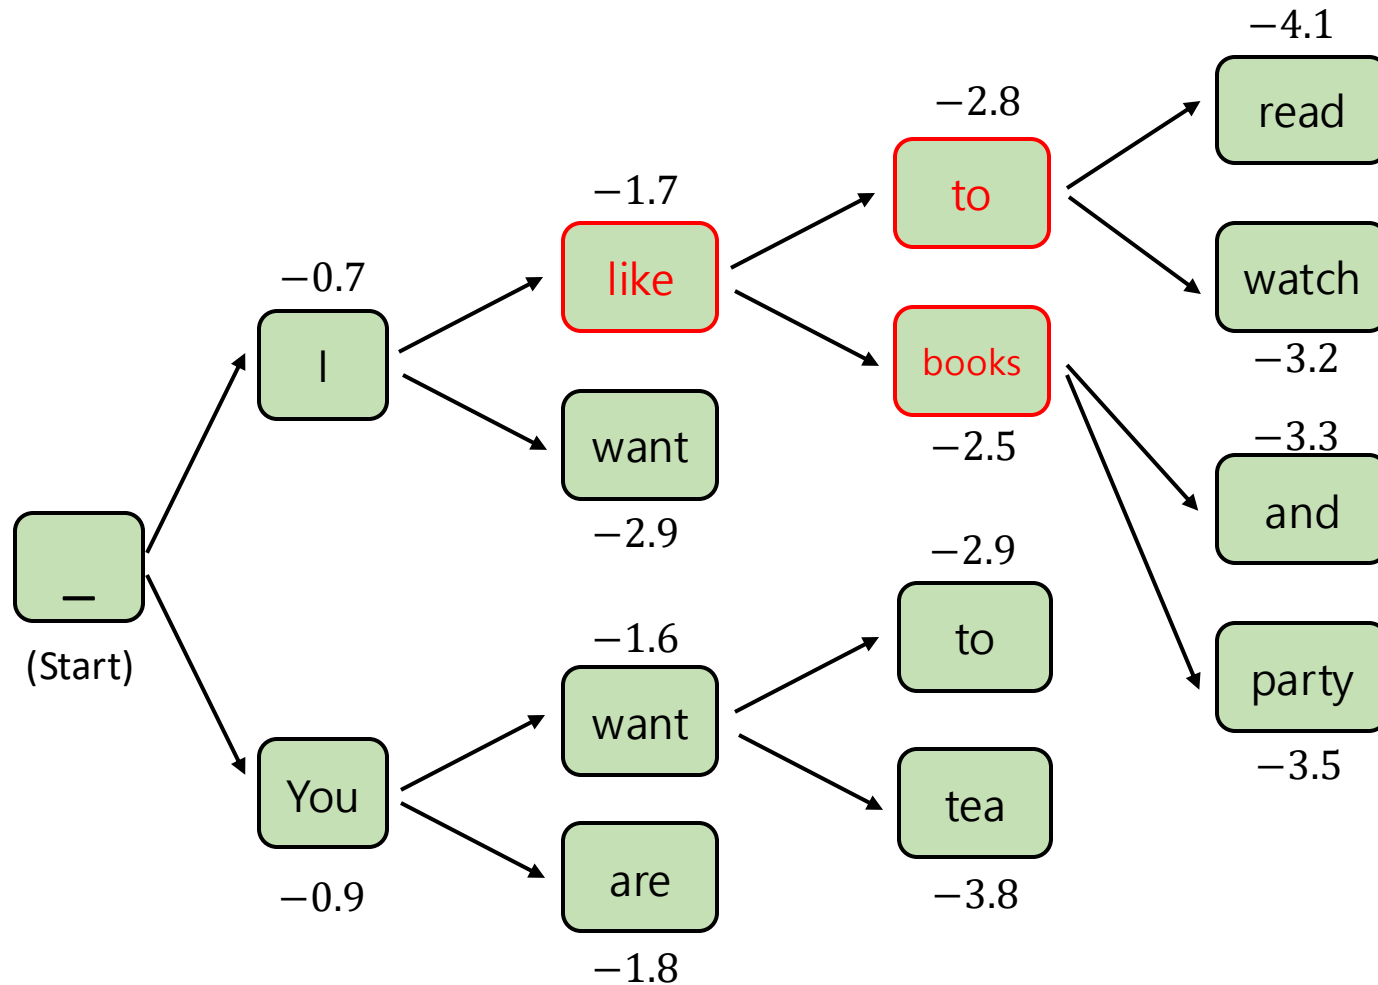 −4.1
read
−2.8
to
−1.7
like
watch
−3.2
−0.7
I
books
−2.5
want
−2.9
−3.3
and
_
(Start)
−2.9
to
−1.6
want
party
−3.5
You
−0.9
tea
−3.8
are
−1.8